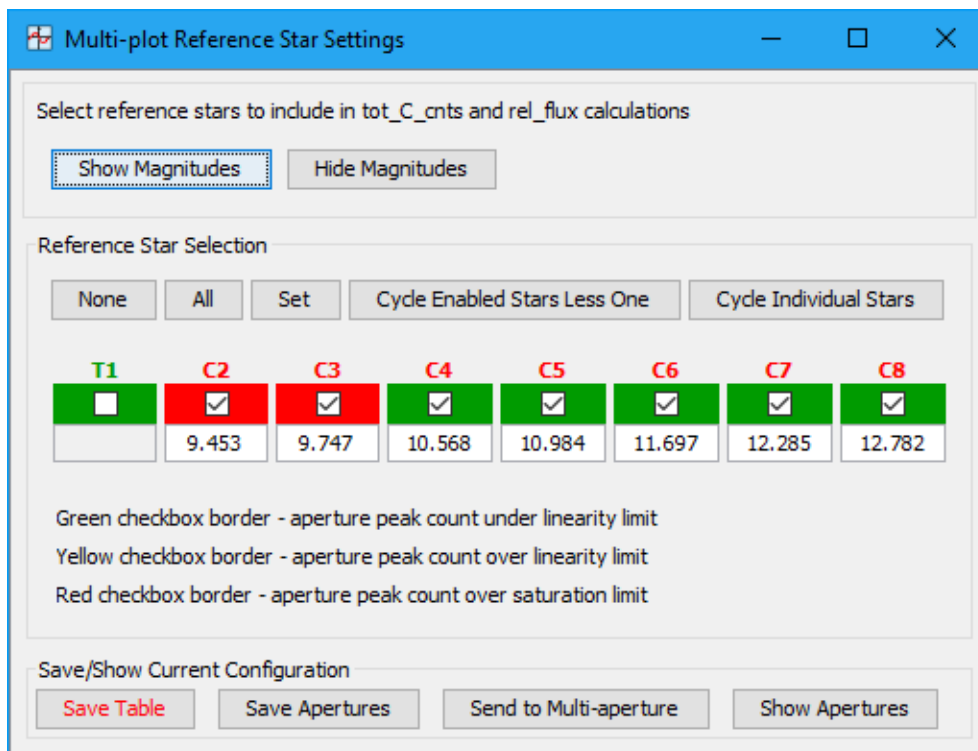 Multi-plot Reference Star Settings
Select reference stars to include in tot_C_cnts and rel_flux calculations
Show Magnitudes Hide Magnitudes
Reference Star Selection
None All Set Cycle Enabled Stars Less One Cycle Individual Stars
T1 C2 C3 C4 C5 C6 C7 C8
9.453 9.747 10.568 10.984 11.697 12.285 12.782
Green checkbox border - aperture peak count under linearity limit
Yellow checkbox border - aperture peak count over linearity limit
Red checkbox border - aperture peak count over saturation limit
Save/Show Current Configuration
Save Table Save Apertures Send to Multi-aperture Show Apertures